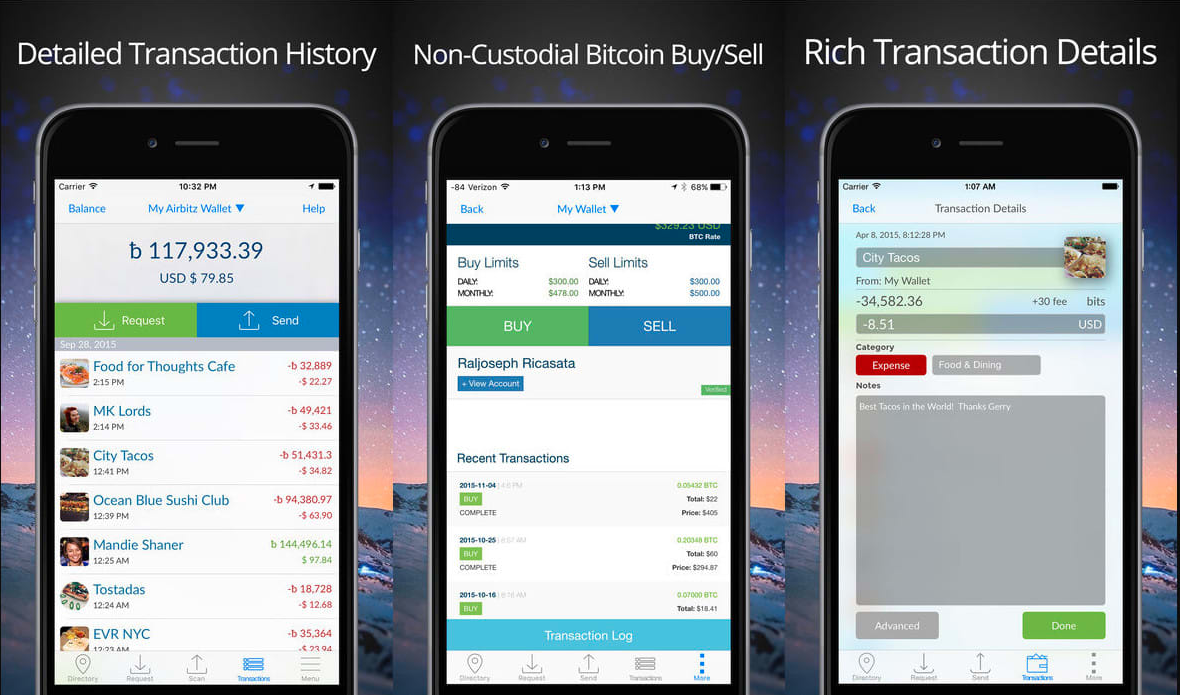 Detailed Transaction History
Carrier 10:32 PM
Balance My Airbitz Wallet ▼ Help
ƀ 117,933.39
USD $ 79.85
Request Send
Sep 28, 2015
Food for Thoughts Cafe -ƀ 32,889
2:15 PM -$ 22.27
MK Lords -ƀ 49,421
2:14 PM -$ 33.46
City Tacos -ƀ 51,431.3
12:41 PM -$ 34.82
Ocean Blue Sushi Club -ƀ 94,380.97
12:39 PM -$ 63.90
Mandie Shaner ƀ 144,496.14
12:25 AM $ 97.84
Tostadas -ƀ 18,728
12:24 AM -$ 12.68
EVR NYC -ƀ 35,364
12:23 AM -$ 23.94
Directory Request Scan Transactions Menu
Non-Custodial Bitcoin Buy/Sell
-84 Verizon 1:13 PM 68%
Back My Wallet ▼
$329.23 USD
BTC Rate
Buy Limits Sell Limits
DAILY: $300.00 DAILY: $300.00
MONTHLY: $478.00 MONTHLY: $500.00
BUY SELL
Raljoseph Ricasata
+ View Account
Verified
Recent Transactions
2015-11-04 | 4:0 PM 0.05432 BTC
BUY Total: $22
COMPLETE Price: $405
2015-10-25 | 8:07 AM 0.20348 BTC
BUY Total: $60
COMPLETE Price: $294.87
2015-10-16 | 8:16 AM 0.07000 BTC
BUY Total: $18.41
Transaction Log
Directory Request Send Transactions More
Rich Transaction Details
Carrier 1:07 AM
Back Transaction Details
Apr 8, 2015, 8:12:28 PM
City Tacos
From: My Wallet
-34,582.36 +30 fee bits
-8.51 USD
Category
Expense Food & Dining
Notes
Best Tacos in the World! Thanks Gerry
Advanced Done
Directory Request Send Transactions More